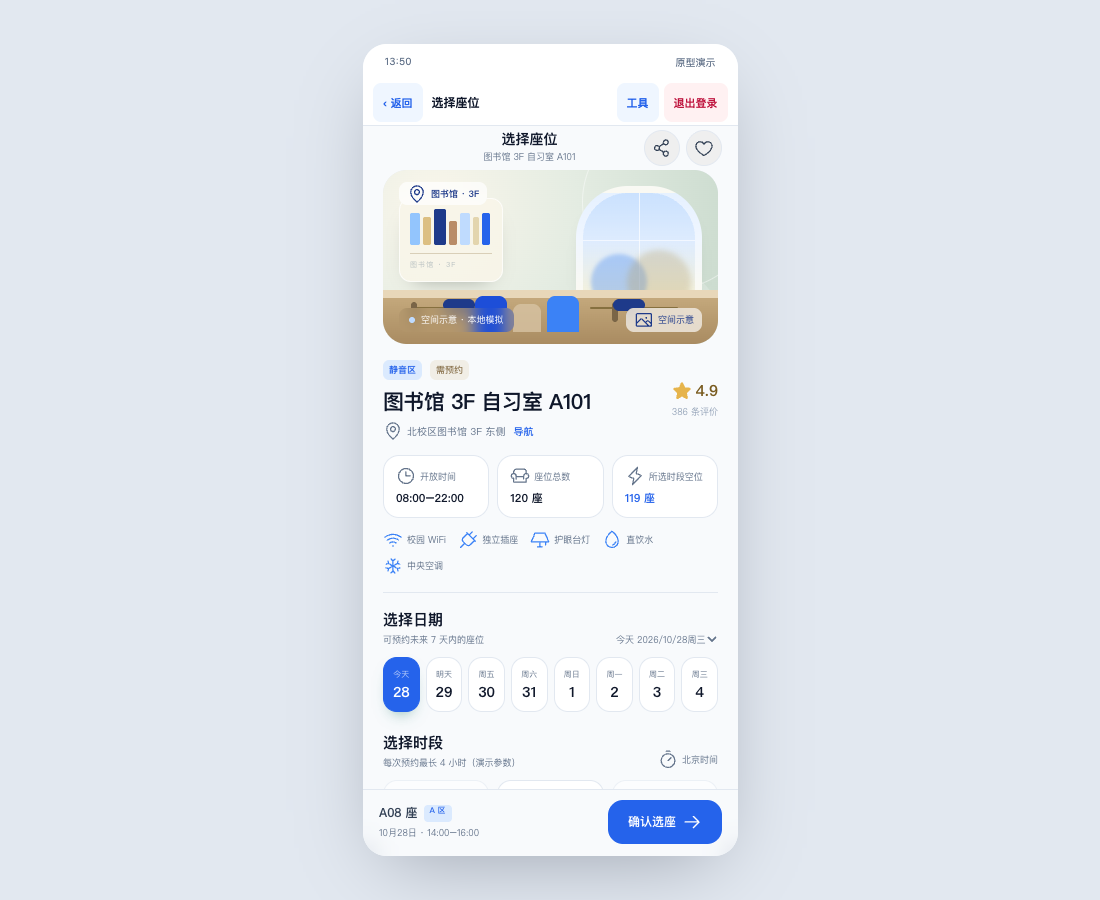 13:50
原型演示
‹ 返回
选择座位
工具
退出登录
选择座位
图书馆 3F 自习室 A101
图书馆 · 3F
图书馆 · 3F
空间示意 · 本地模拟
空间示意
静音区
需预约
图书馆 3F 自习室 A101
4.9
386 条评价
北校区图书馆 3F 东侧
导航
开放时间
08:00—22:00
座位总数
120 座
所选时段空位
119 座
校园 WiFi
独立插座
护眼台灯
直饮水
中央空调
选择日期
可预约未来 7 天内的座位
今天 2026/10/28周三
今天
28
明天
29
周五
30
周六
31
周日
1
周一
2
周二
3
周三
4
选择时段
每次预约最长 4 小时（演示参数）
北京时间
A08 座
A 区
10月28日 · 14:00—16:00
确认选座